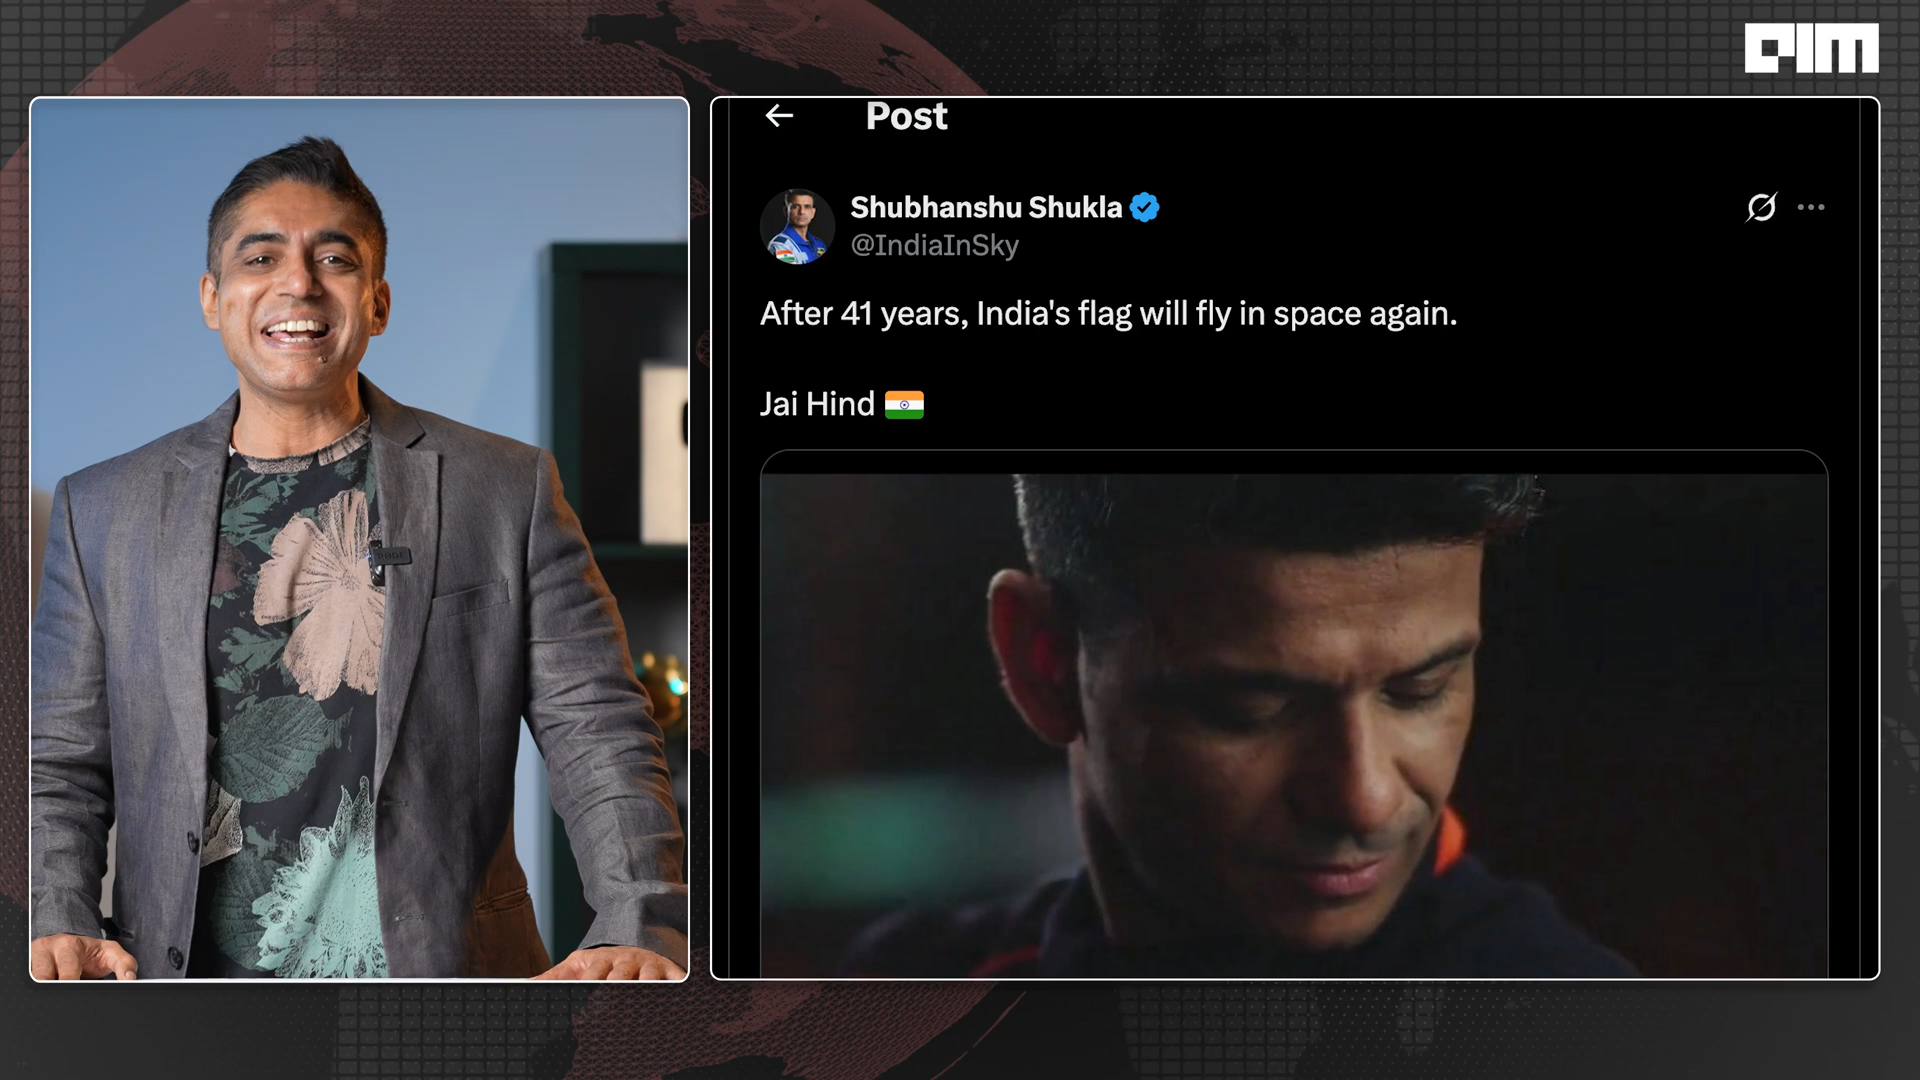 AIM
Post
Shubhanshu Shukla
@IndiaInSky
After 41 years, India's flag will fly in space again.
Jai Hind 🇮🇳